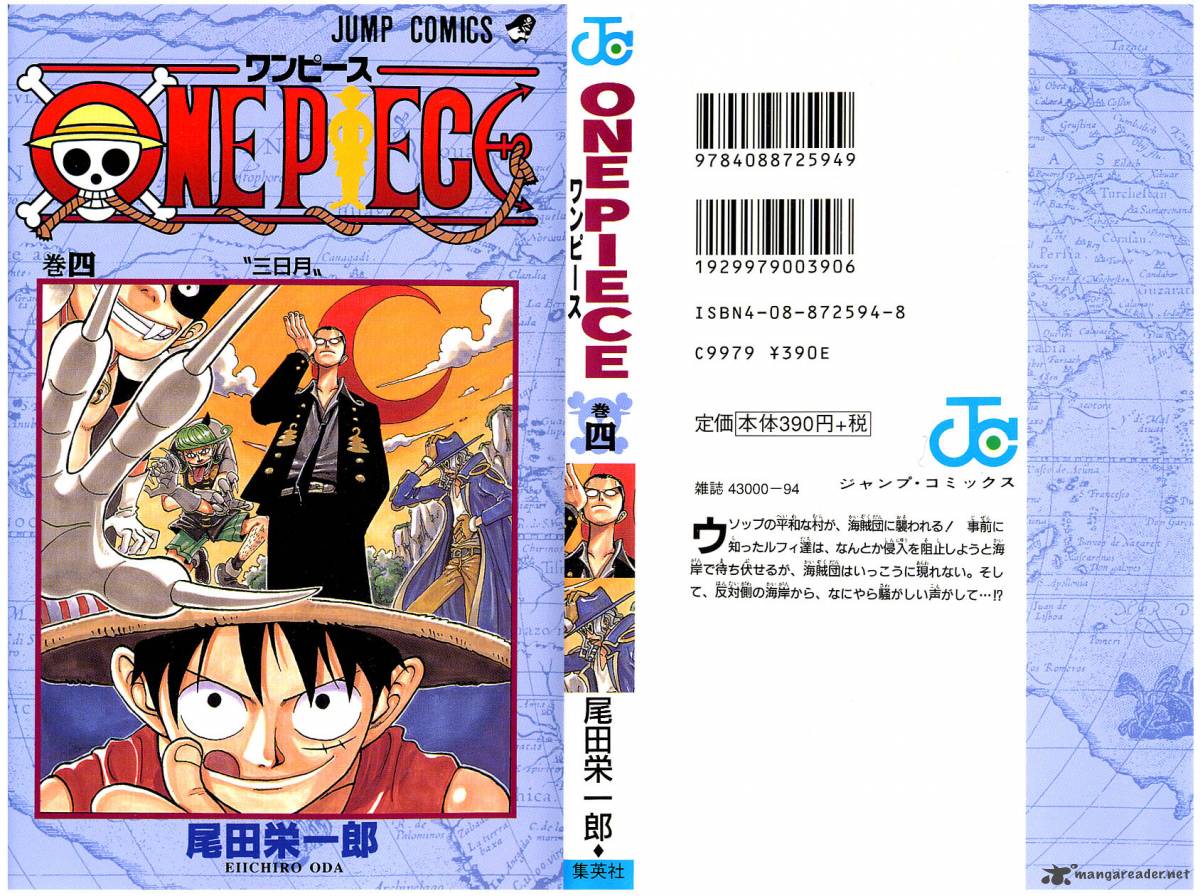 JUMP COMICS
ワンピース
ONE PIECE
巻四
〝三日月〟
尾田栄一郎
EIICHIRO ODA
JC
ONE PIECE
ワンピース
巻四
尾田栄一郎◆
集英社
9784088725949
1929979003906
ISBN4-08-872594-8
C9979 ¥390E
定価 本体390円+税
JC
雑誌 43000-94
ジャンプ・コミックス
ウソップの平和な村が、海賊団に襲われる! 事前に
知ったルフィ達は、なんとか侵入を阻止しようと海
岸で待ち伏せるが、海賊団はいっこうに現れない。そし
て、反対側の海岸から、なにやら騒がしい声がして…!?
mangareader.net